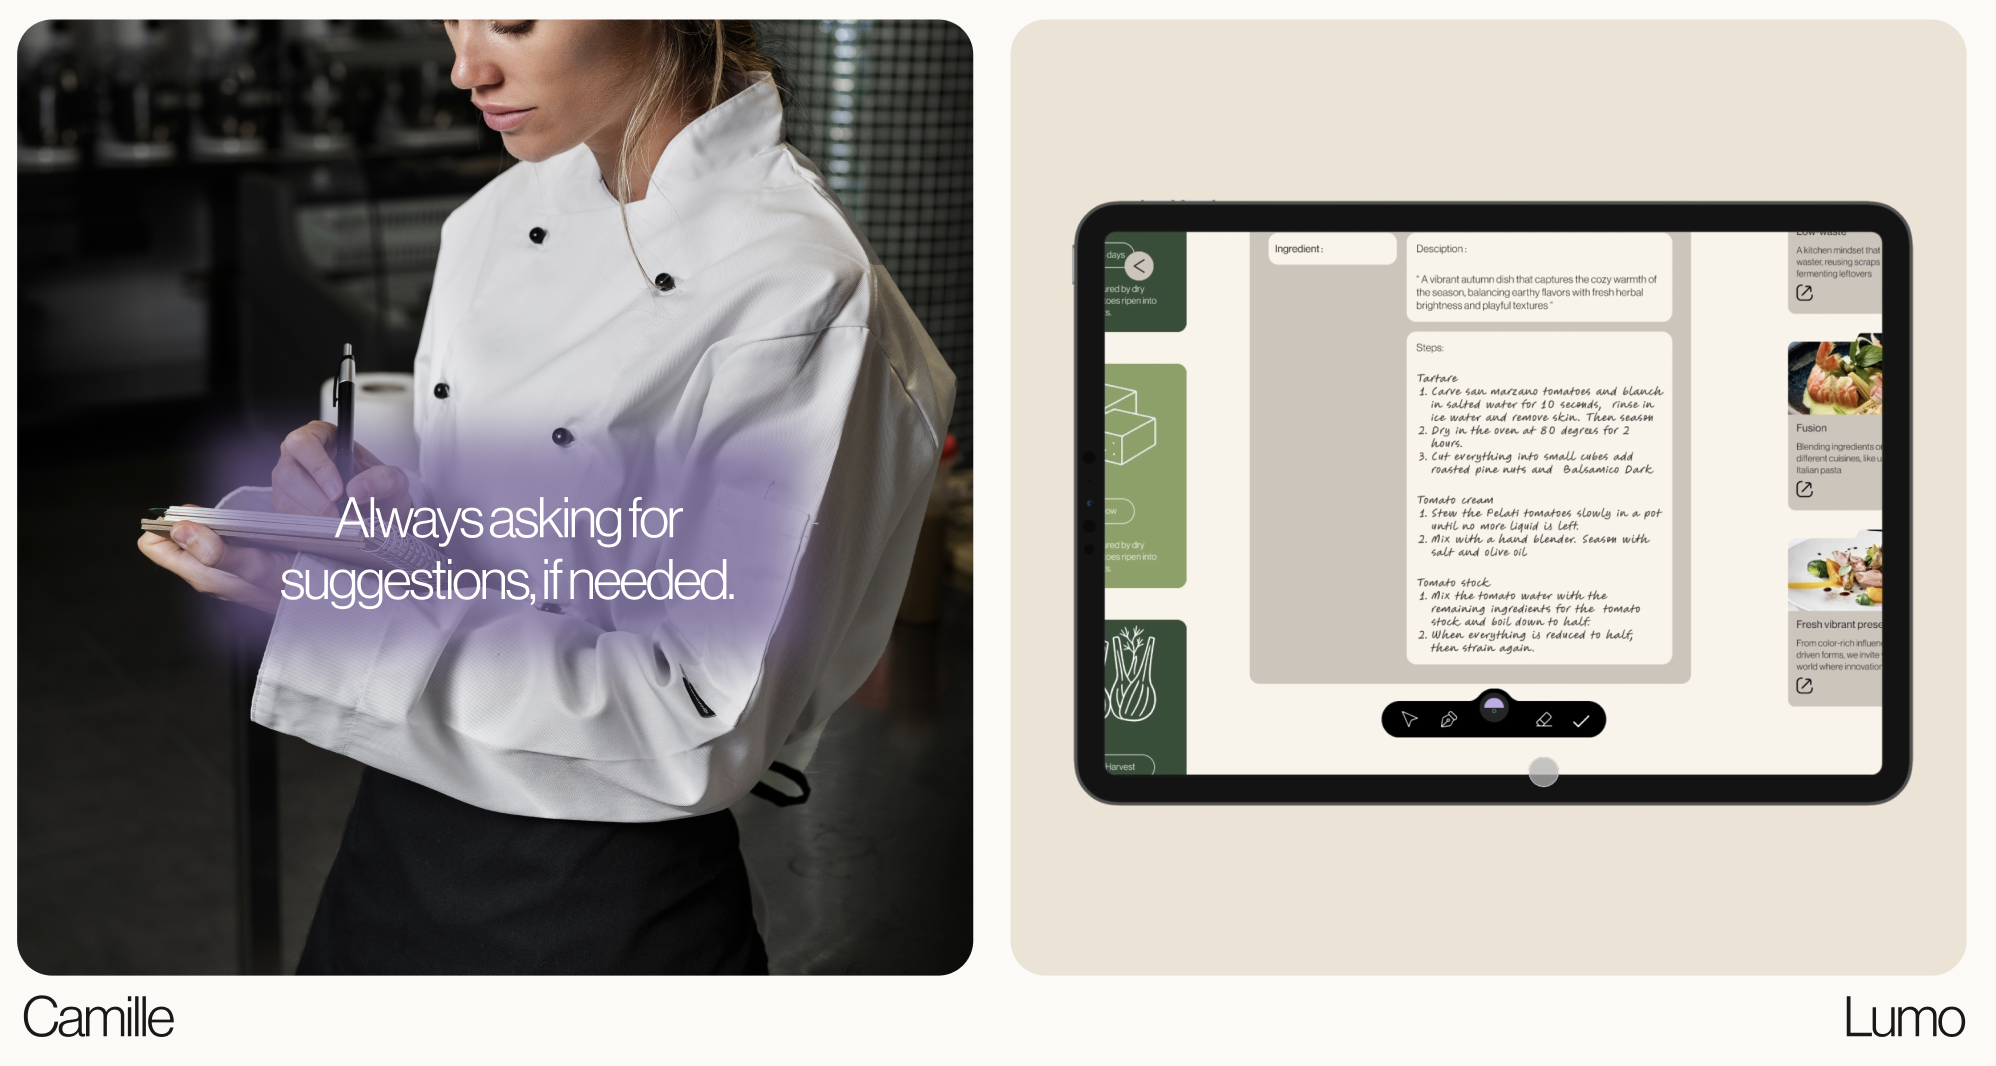 Always asking for
suggestions, if needed.
Camille
Lumo
days
ured by dry
toes ripen into
s.
ow
ured by dry
toes ripen into
s.
Harvest
Ingredient :
Desciption :
" A vibrant autumn dish that captures the cozy warmth of
the season, balancing earthy flavors with fresh herbal
brightness and playful textures "
Steps:
Tartare
1. Carve san marzano tomatoes and blanch
in salted water for 10 seconds, rinse in
ice water and remove skin. Then season
2. Dry in the oven at 80 degrees for 2
hours.
3. Cut everything into small cubes add
roasted pine nuts and Balsamico Dark
Tomato cream
1. Stew the Pelati tomatoes slowly in a pot
until no more liquid is left.
2. Mix with a hand blender. Season with
salt and olive oil
Tomato stock
1. Mix the tomato water with the
remaining ingredients for the tomato
stock and boil down to half.
2. When everything is reduced to half,
then strain again.
Low-waste
A kitchen mindset that
waster, reusing scraps
fermenting leftovers
Fusion
Blending ingredients or
different cuisines, like u
Italian pasta
Fresh vibrant prese
From color-rich influen
driven forms, we invite
world where innovation